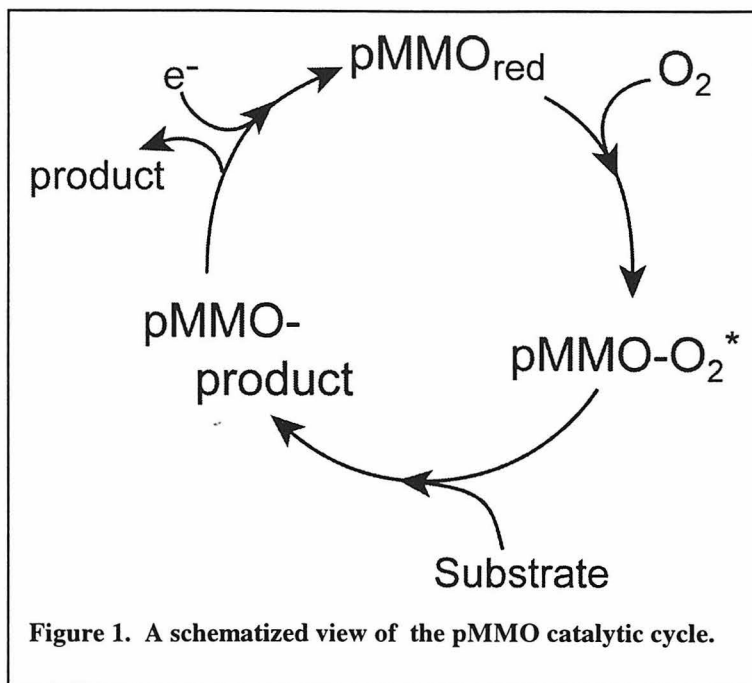 pMMOred
e-
O2
product
pMMO-
product
pMMO-O2*
Substrate
Figure 1. A schematized view of the pMMO catalytic cycle.